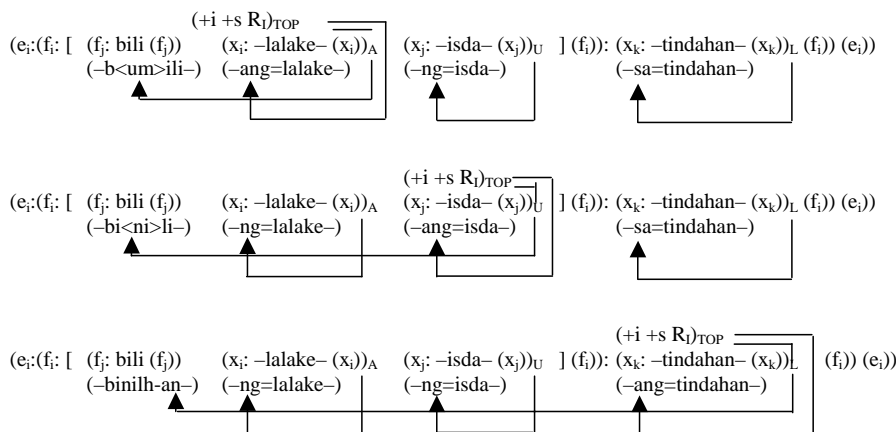 (+i +s R_I)_TOP
(e_i:(f_i: [ (f_j: bili (f_j)) (x_i: –lalake– (x_i))_A (x_j: –isda– (x_j))_U ] (f_i)): (x_k: –tindahan– (x_k))_L (f_i)) (e_i))
(–b<um>ili–) (–ang=lalake–) (–ng=isda–) (–sa=tindahan–)
(+i +s R_I)_TOP
(e_i:(f_i: [ (f_j: bili (f_j)) (x_i: –lalake– (x_i))_A (x_j: –isda– (x_j))_U ] (f_i)): (x_k: –tindahan– (x_k))_L (f_i)) (e_i))
(–bi<ni>li–) (–ng=lalake–) (–ang=isda–) (–sa=tindahan–)
(+i +s R_I)_TOP
(e_i:(f_i: [ (f_j: bili (f_j)) (x_i: –lalake– (x_i))_A (x_j: –isda– (x_j))_U ] (f_i)): (x_k: –tindahan– (x_k))_L (f_i)) (e_i))
(–binilh-an–) (–ng=lalake–) (–ng=isda–) (–ang=tindahan–)